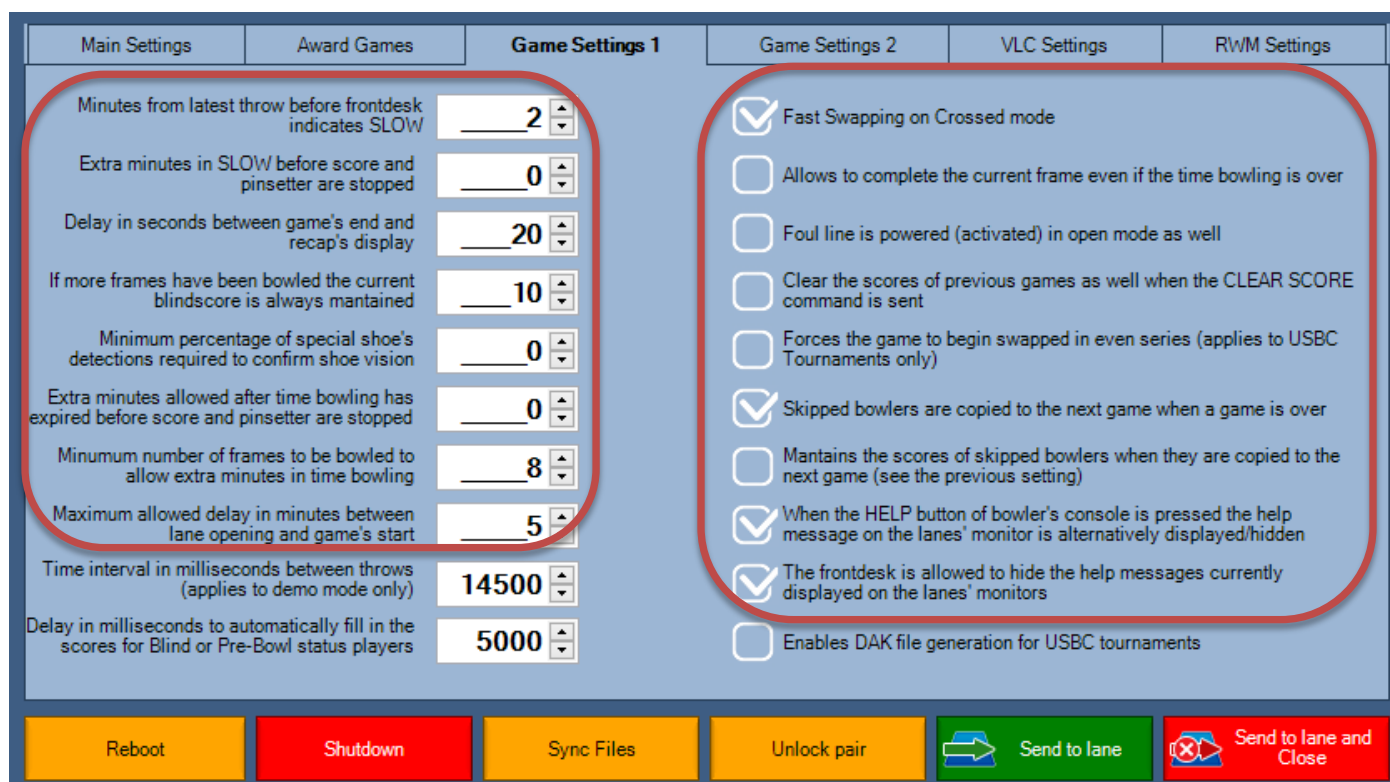 Main Settings
Award Games
Game Settings 1
Game Settings 2
VLC Settings
RWM Settings
Minutes from latest throw before frontdesk
indicates SLOW
2
Extra minutes in SLOW before score and
pinsetter are stopped
0
Delay in seconds between game's end and
recap's display
20
If more frames have been bowled the current
blindscore is always mantained
10
Minimum percentage of special shoe's
detections required to confirm shoe vision
0
Extra minutes allowed after time bowling has
expired before score and pinsetter are stopped
0
Minumum number of frames to be bowled to
allow extra minutes in time bowling
8
Maximum allowed delay in minutes between
lane opening and game's start
5
Time interval in milliseconds between throws
(applies to demo mode only)
14500
Delay in milliseconds to automatically fill in the
scores for Blind or Pre-Bowl status players
5000
Fast Swapping on Crossed mode
Allows to complete the current frame even if the time bowling is over
Foul line is powered (activated) in open mode as well
Clear the scores of previous games as well when the CLEAR SCORE
command is sent
Forces the game to begin swapped in even series (applies to USBC
Tournaments only)
Skipped bowlers are copied to the next game when a game is over
Mantains the scores of skipped bowlers when they are copied to the
next game (see the previous setting)
When the HELP button of bowler's console is pressed the help
message on the lanes' monitor is alternatively displayed/hidden
The frontdesk is allowed to hide the help messages currently
displayed on the lanes' monitors
Enables DAK file generation for USBC tournaments
Reboot
Shutdown
Sync Files
Unlock pair
Send to lane
Send to lane and
Close